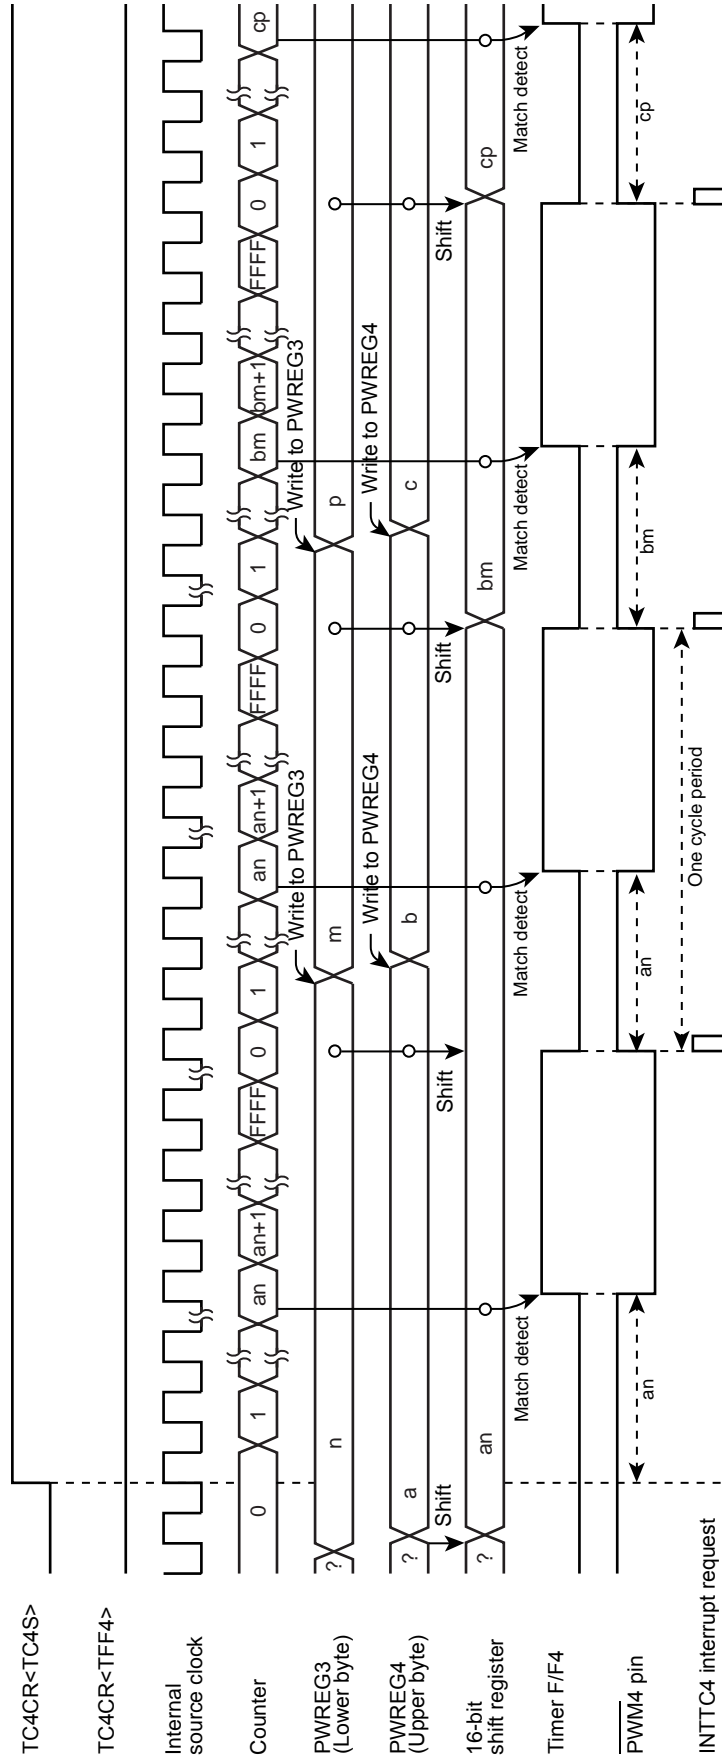 TC4CR<TC4S>
TC4CR<TFF4>
Internal
source clock
Counter 0 1 an an+1 FFFF 0 1 an an+1 FFFF 0 1 bm bm+1 FFFF 0 1 cp
Write to PWREG3 Write to PWREG3
PWREG3
(Lower byte) ? n m p
Write to PWREG4 Write to PWREG4
PWREG4
(Upper byte) ? a b c
Shift Shift Shift Shift
16-bit
shift register ? an bm cp
Match detect Match detect Match detect Match detect
Timer F/F4
PWM4 pin an an bm cp
One cycle period
INTTC4 interrupt request